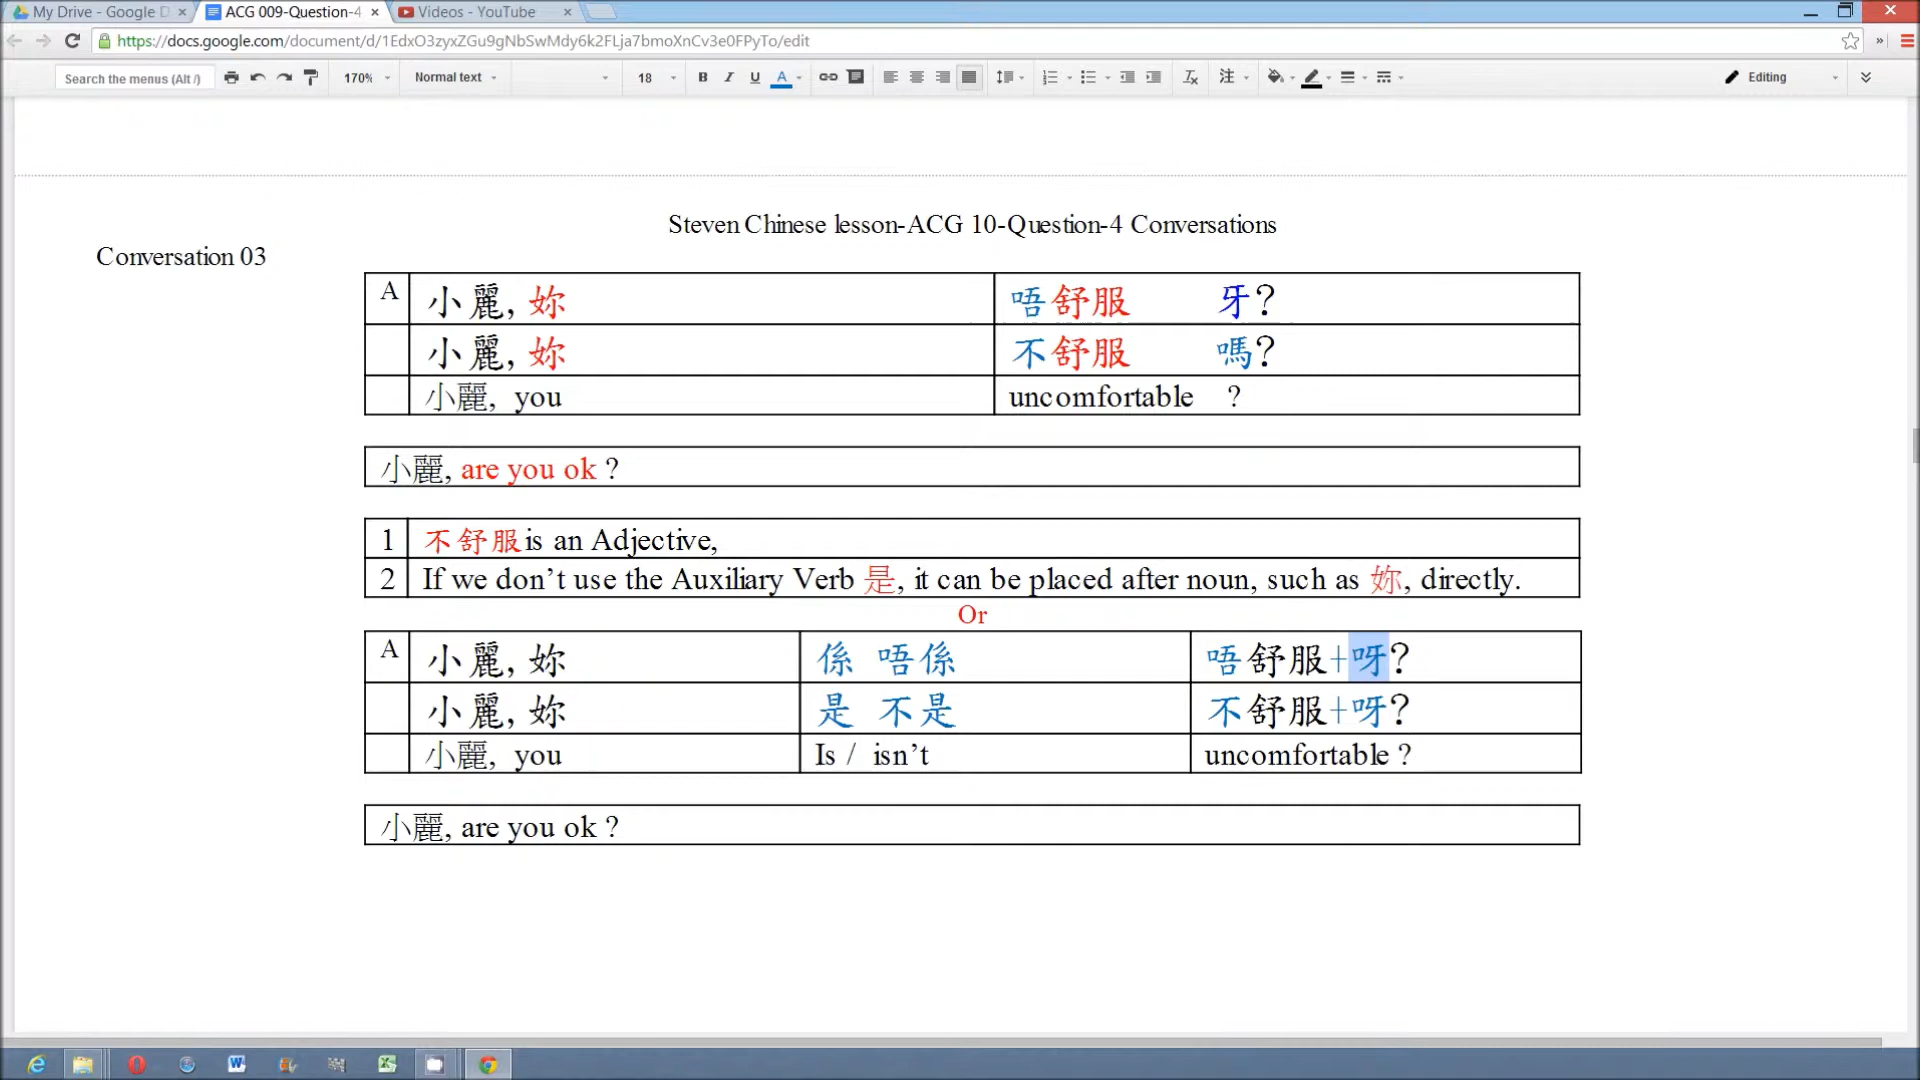 My Drive - Google D
ACG 009-Question-4
Videos - YouTube
https://docs.google.com/document/d/1EdxO3zyxZGu9gNbSwMdy6k2FLja7bmoXnCv3e0FPyTo/edit
Search the menus (Alt /) 170% Normal text 18 B I U A 注 Editing
Steven Chinese lesson-ACG 10-Question-4 Conversations
Conversation 03
A 小麗, 妳 唔舒服 牙?
小麗, 妳 不舒服 嗎?
小麗, you uncomfortable ?
小麗, are you ok ?
1 不舒服is an Adjective,
2 If we don’t use the Auxiliary Verb 是, it can be placed after noun, such as 妳, directly.
Or
A 小麗, 妳 係 唔係 唔舒服+呀?
小麗, 妳 是 不是 不舒服+呀?
小麗, you Is / isn’t uncomfortable ?
小麗, are you ok ?